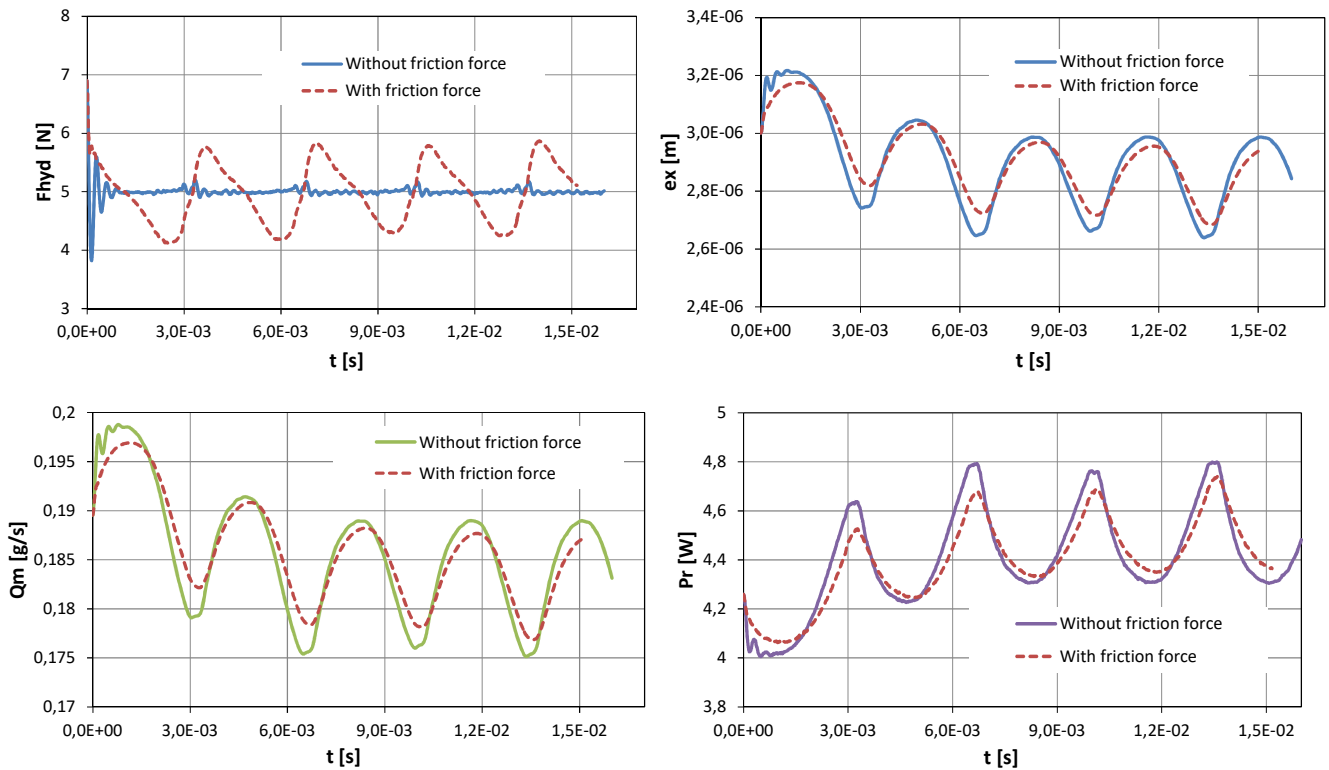 8
7
6
5
4
3
Fhyd [N]
Without friction force
With friction force
0,0E+00 3,0E-03 6,0E-03 9,0E-03 1,2E-02 1,5E-02
t [s]
3,4E-06
3,2E-06
3,0E-06
2,8E-06
2,6E-06
2,4E-06
ex [m]
Without friction force
With friction force
0,0E+00 3,0E-03 6,0E-03 9,0E-03 1,2E-02 1,5E-02
t [s]
0,2
0,195
0,19
0,185
0,18
0,175
0,17
Qm [g/s]
Without friction force
With friction force
0,0E+00 3,0E-03 6,0E-03 9,0E-03 1,2E-02 1,5E-02
t [s]
5
4,8
4,6
4,4
4,2
4
3,8
Pr [W]
Without friction force
With friction force
0,0E+00 3,0E-03 6,0E-03 9,0E-03 1,2E-02 1,5E-02
t [s]